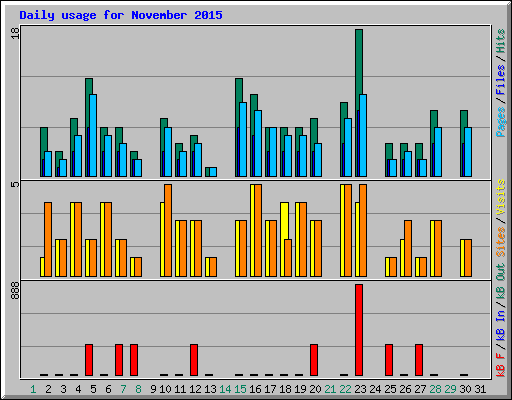 Daily usage for November 2015
18
Pages / Files / Hits
5
Sites / Visits
888
kB F / kB In / kB Out
1 2 3 4 5 6 7 8 9 10 11 12 13 14 15 16 17 18 19 20 21 22 23 24 25 26 27 28 29 30 31